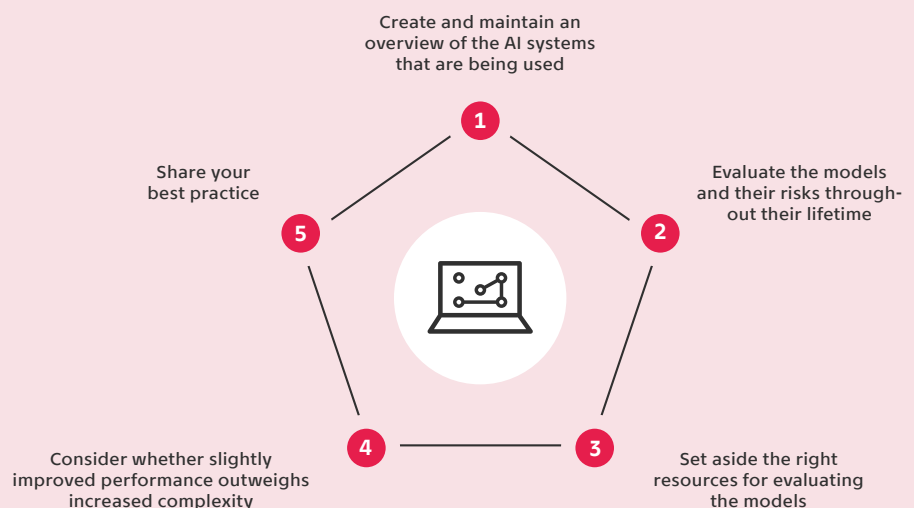 Create and maintain an
overview of the AI systems
that are being used
1
Share your
best practice
Evaluate the models
and their risks through-
out their lifetime
5
2
4
3
Consider whether slightly
improved performance outweighs
increased complexity
Set aside the right
resources for evaluating
the models